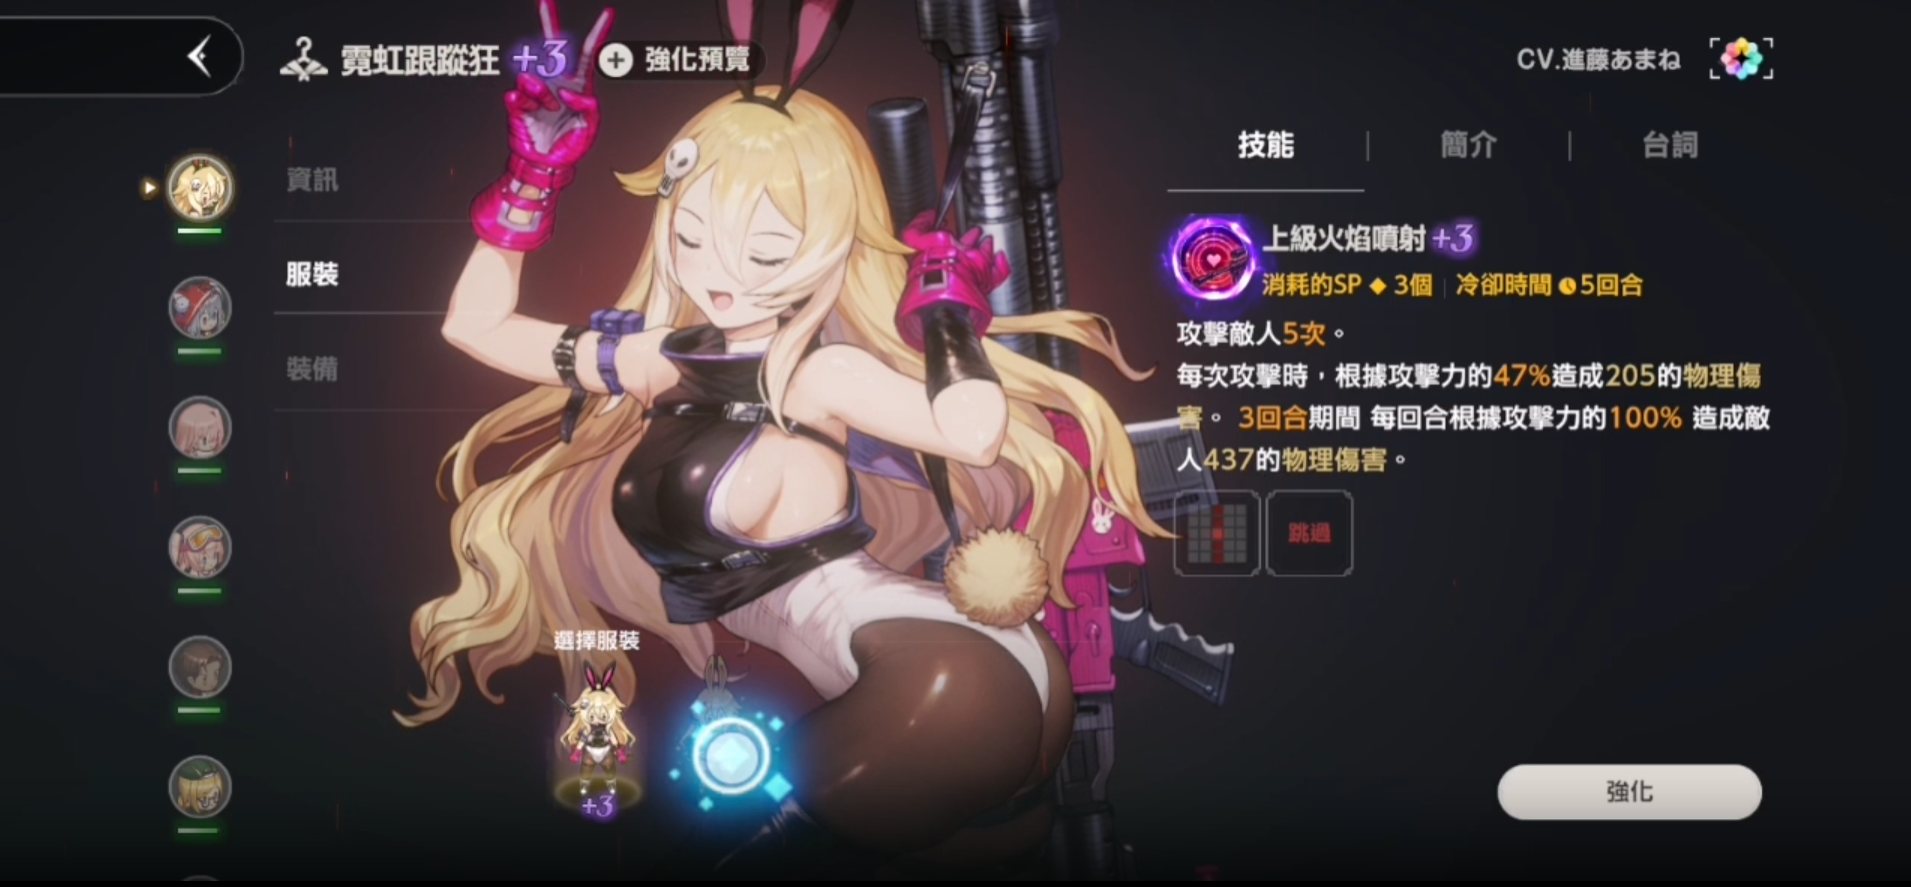 霓虹跟蹤狂 +3
強化預覽
CV.進藤あまね
資訊
服裝
裝備
技能
簡介
台詞
上級火焰噴射 +3
消耗的SP 3個 冷卻時間 5回合
攻擊敵人5次。
每次攻擊時，根據攻擊力的47%造成205的物理傷
害。 3回合期間 每回合根據攻擊力的100% 造成敵
人437的物理傷害。
跳過
選擇服裝
+3
強化